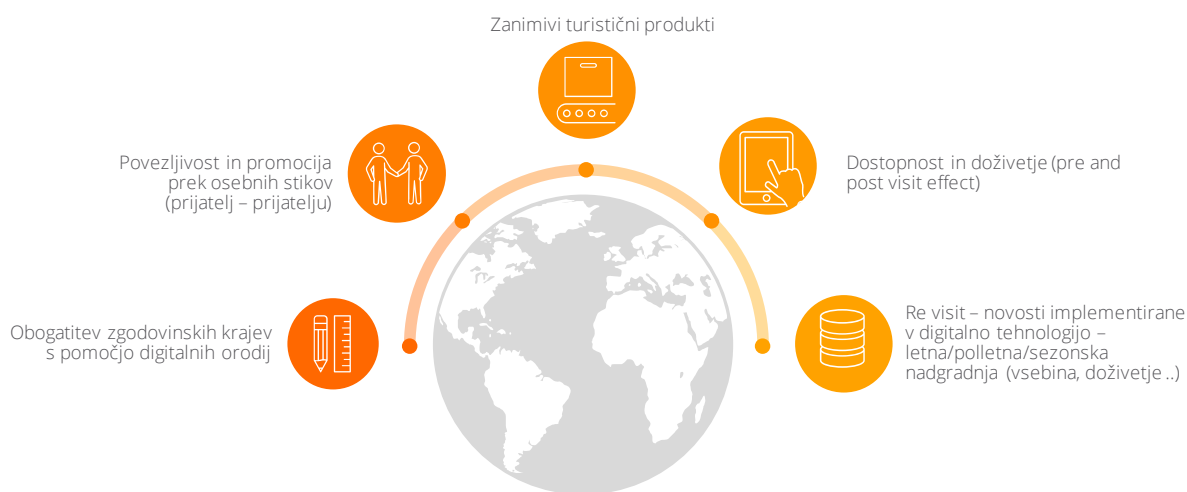 Zanimivi turistični produkti
Povezljivost in promocija
prek osebnih stikov
(prijatelj – prijatelju)
Dostopnost in doživetje (pre and
post visit effect)
Obogatitev zgodovinskih krajev
s pomočjo digitalnih orodij
Re visit – novosti implementirane
v digitalno tehnologijo –
letna/polletna/sezonska
nadgradnja (vsebina, doživetje ..)